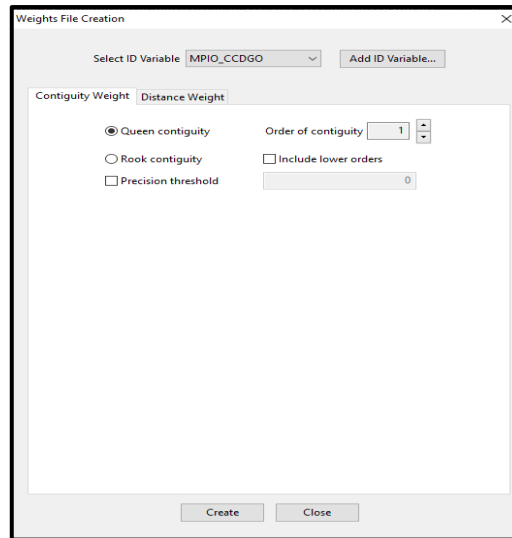 Weights File Creation
Select ID Variable MPIO_CCDGO Add ID Variable...
Contiguity Weight Distance Weight
Queen contiguity Order of contiguity 1
Rook contiguity Include lower orders
Precision threshold 0
Create Close